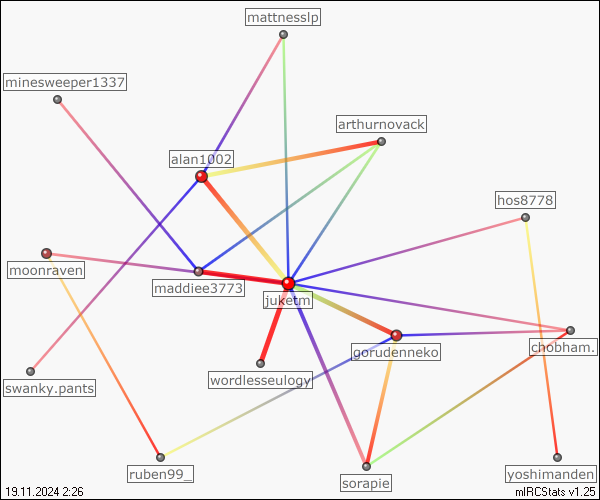 mattnesslp
minesweeper1337
arthurnovack
alan1002
hos8778
moonraven
maddiee3773
juketm
gorudenneko
chobham.
swanky.pants
wordlesseulogy
ruben99_
sorapie
yoshimanden
19.11.2024 2:26
mIRCStats v1.25